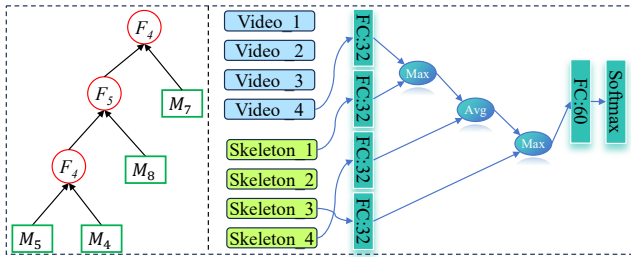 F₄
F₅
M₇
F₄
M₈
M₅
M₄
Video_1
Video_2
Video_3
Video_4
Skeleton_1
Skeleton_2
Skeleton_3
Skeleton_4
FC:32
FC:32
FC:32
FC:32
Max
Avg
Max
FC:60
Softmax